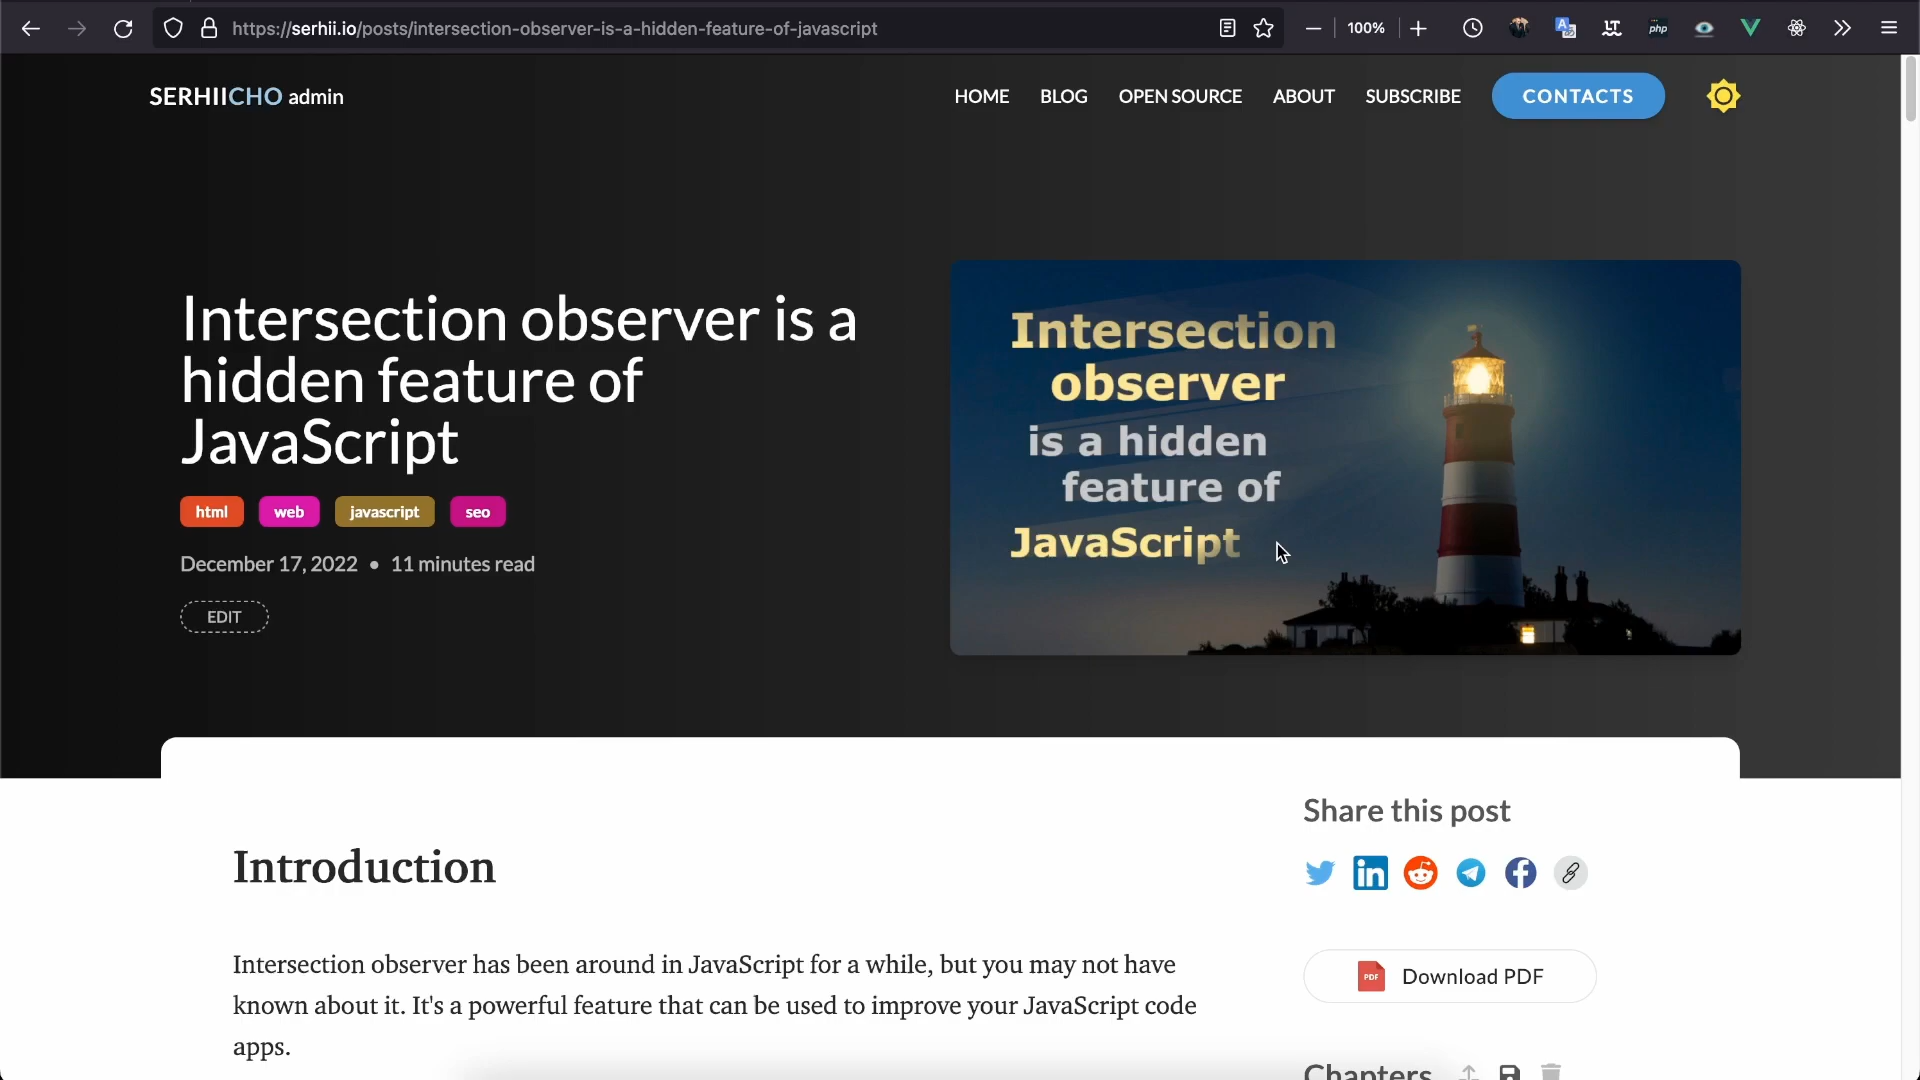 https://serhii.io/posts/intersection-observer-is-a-hidden-feature-of-javascript
100%
php
SERHIICHO admin
HOME BLOG OPEN SOURCE ABOUT SUBSCRIBE CONTACTS
Intersection observer is a
hidden feature of
JavaScript
html web javascript seo
December 17, 2022 • 11 minutes read
EDIT
Intersection
observer
is a hidden
feature of
JavaScript
Introduction
Intersection observer has been around in JavaScript for a while, but you may not have
known about it. It's a powerful feature that can be used to improve your JavaScript code
apps.
Share this post
in
PDF Download PDF
Chapters